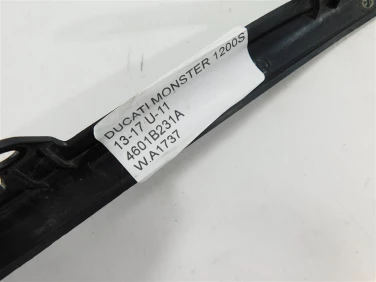 DUCATI MONSTER 1200S
13-17 U-11
4601B231A
W.A1737